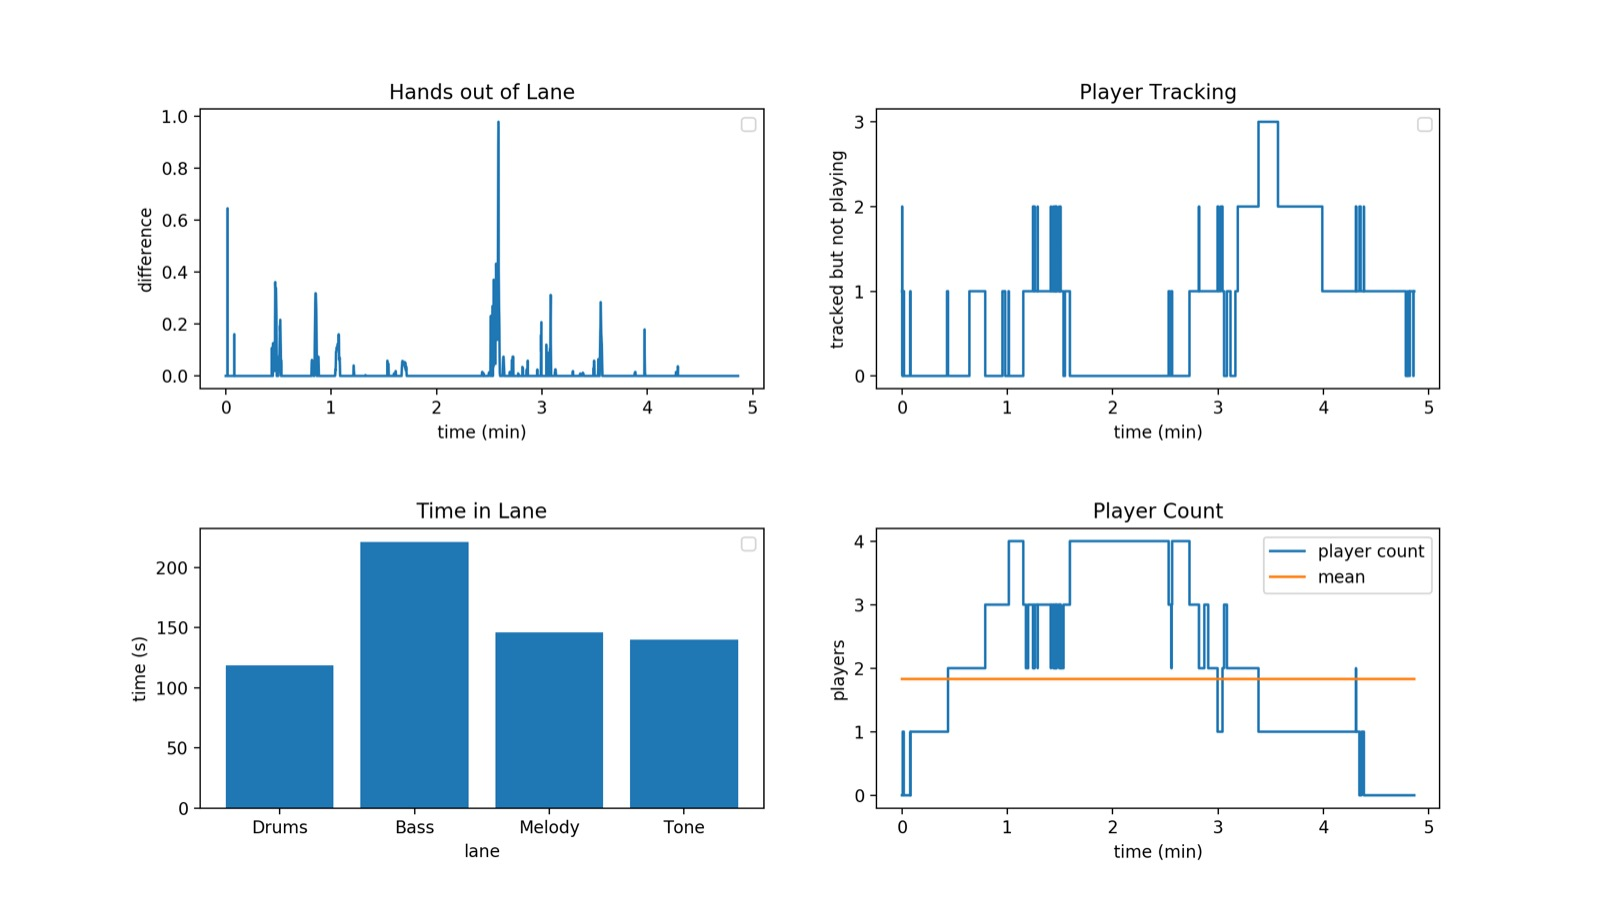 Hands out of Lane
1.0
0.8
0.6
0.4
0.2
0.0
difference
0 1 2 3 4 5
time (min)
Player Tracking
3
2
1
0
tracked but not playing
0 1 2 3 4 5
time (min)
Time in Lane
200
150
100
50
0
time (s)
Drums Bass Melody Tone
lane
Player Count
4
3
2
1
0
players
player count
mean
0 1 2 3 4 5
time (min)